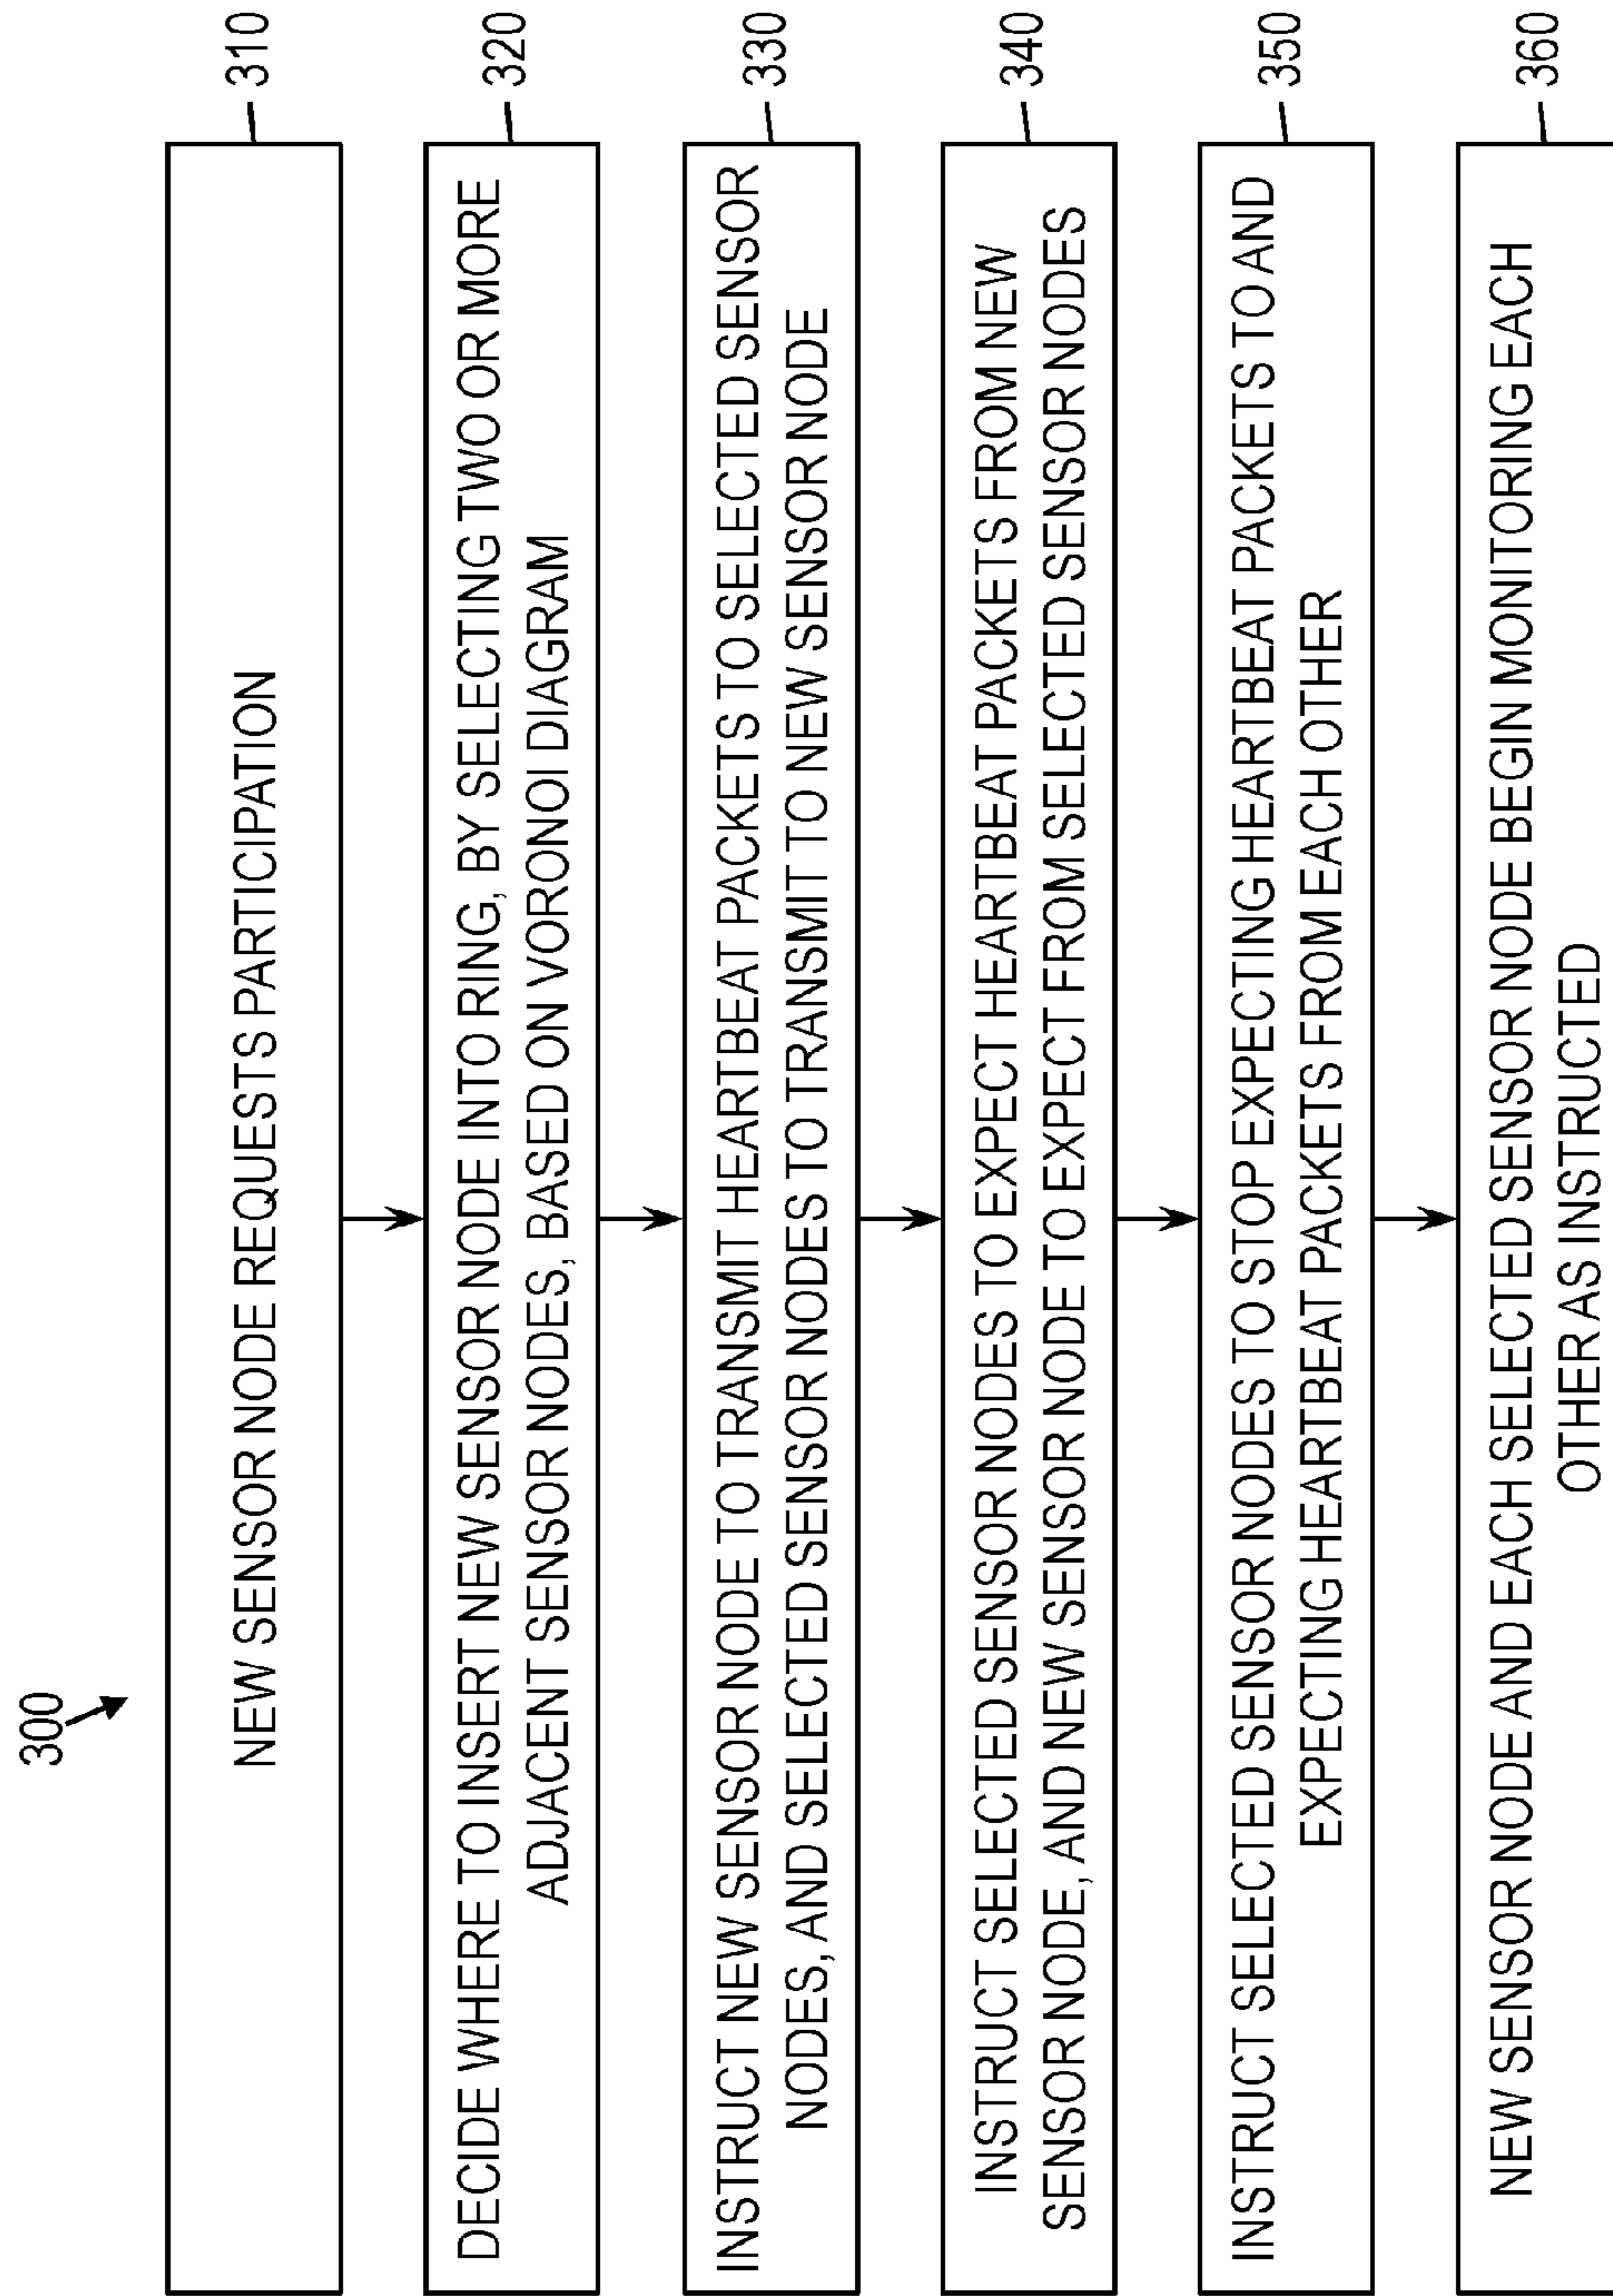 300
NEW SENSOR NODE REQUESTS PARTICIPATION
310
DECIDE WHERE TO INSERT NEW SENSOR NODE INTO RING, BY SELECTING TWO OR MORE
ADJACENT SENSOR NODES, BASED ON VORONOI DIAGRAM
320
INSTRUCT NEW SENSOR NODE TO TRANSMIT HEARTBEAT PACKETS TO SELECTED SENSOR
NODES, AND SELECTED SENSOR NODES TO TRANSMIT TO NEW SENSOR NODE
330
INSTRUCT SELECTED SENSOR NODES TO EXPECT HEARTBEAT PACKETS FROM NEW
SENSOR NODE, AND NEW SENSOR NODE TO EXPECT FROM SELECTED SENSOR NODES
340
INSTRUCT SELECTED SENSOR NODES TO STOP EXPECTING HEARTBEAT PACKETS TO AND
EXPECTING HEARTBEAT PACKETS FROM EACH OTHER
350
NEW SENSOR NODE AND EACH SELECTED SENSOR NODE BEGIN MONITORING EACH
OTHER AS INSTRUCTED
360